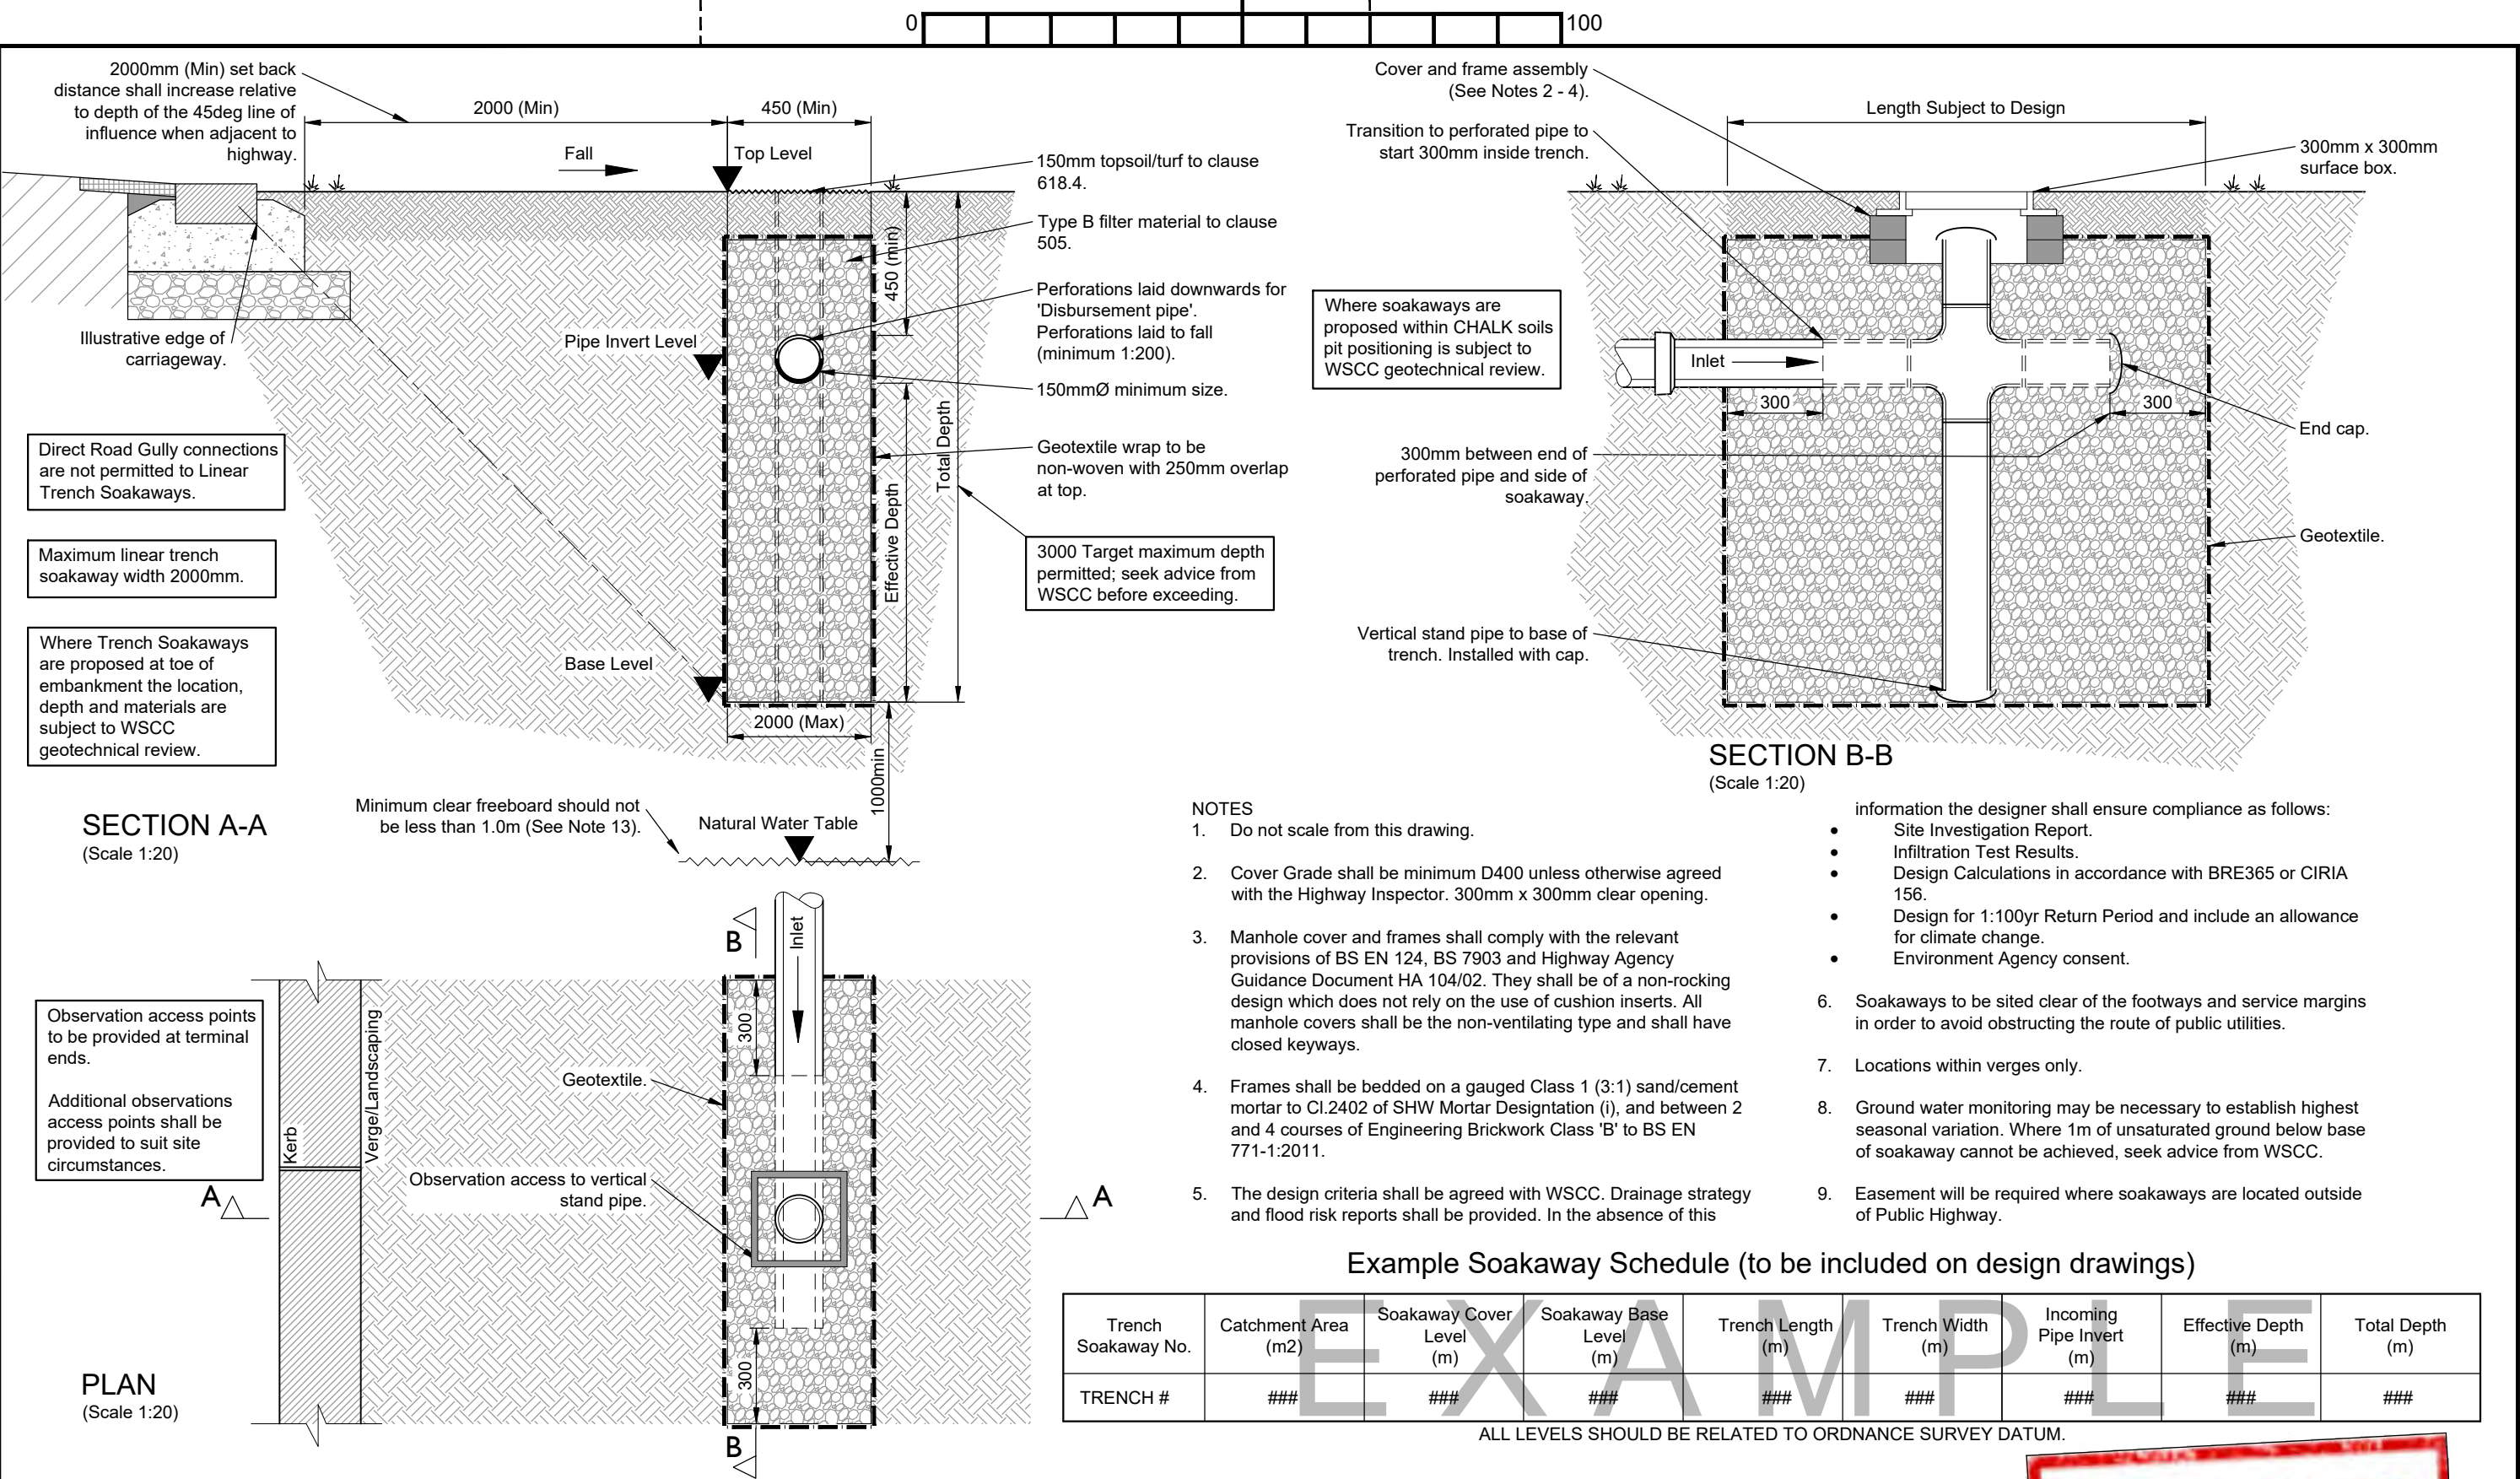 0
100
2000mm (Min) set back
distance shall increase relative
to depth of the 45deg line of
influence when adjacent to
highway.
2000 (Min)
450 (Min)
Fall
Top Level
150mm topsoil/turf to clause
618.4.
Type B filter material to clause
505.
450 (min)
Perforations laid downwards for
'Disbursement pipe'.
Perforations laid to fall
(minimum 1:200).
Illustrative edge of
carriageway.
Pipe Invert Level
150mmØ minimum size.
Total Depth
Geotextile wrap to be
non-woven with 250mm overlap
at top.
Effective Depth
3000 Target maximum depth
permitted; seek advice from
WSCC before exceeding.
Direct Road Gully connections
are not permitted to Linear
Trench Soakaways.
Maximum linear trench
soakaway width 2000mm.
Where Trench Soakaways
are proposed at toe of
embankment the location,
depth and materials are
subject to WSCC
geotechnical review.
Base Level
2000 (Max)
1000min
SECTION A-A
(Scale 1:20)
Minimum clear freeboard should not
be less than 1.0m (See Note 13).
Natural Water Table
Cover and frame assembly
(See Notes 2 - 4).
Length Subject to Design
Transition to perforated pipe to
start 300mm inside trench.
300mm x 300mm
surface box.
Where soakaways are
proposed within CHALK soils
pit positioning is subject to
WSCC geotechnical review.
Inlet
300
300
End cap.
300mm between end of
perforated pipe and side of
soakaway.
Geotextile.
Vertical stand pipe to base of
trench. Installed with cap.
SECTION B-B
(Scale 1:20)
B
Inlet
300
Observation access points
to be provided at terminal
ends.
Additional observations
access points shall be
provided to suit site
circumstances.
Kerb
Verge/Landscaping
Geotextile.
Observation access to vertical
stand pipe.
A
A
300
PLAN
(Scale 1:20)
B
NOTES
1. Do not scale from this drawing.
2. Cover Grade shall be minimum D400 unless otherwise agreed
with the Highway Inspector. 300mm x 300mm clear opening.
3. Manhole cover and frames shall comply with the relevant
provisions of BS EN 124, BS 7903 and Highway Agency
Guidance Document HA 104/02. They shall be of a non-rocking
design which does not rely on the use of cushion inserts. All
manhole covers shall be the non-ventilating type and shall have
closed keyways.
4. Frames shall be bedded on a gauged Class 1 (3:1) sand/cement
mortar to Cl.2402 of SHW Mortar Designtation (i), and between 2
and 4 courses of Engineering Brickwork Class 'B' to BS EN
771-1:2011.
5. The design criteria shall be agreed with WSCC. Drainage strategy
and flood risk reports shall be provided. In the absence of this
information the designer shall ensure compliance as follows:
• Site Investigation Report.
• Infiltration Test Results.
• Design Calculations in accordance with BRE365 or CIRIA
156.
• Design for 1:100yr Return Period and include an allowance
for climate change.
• Environment Agency consent.
6. Soakaways to be sited clear of the footways and service margins
in order to avoid obstructing the route of public utilities.
7. Locations within verges only.
8. Ground water monitoring may be necessary to establish highest
seasonal variation. Where 1m of unsaturated ground below base
of soakaway cannot be achieved, seek advice from WSCC.
9. Easement will be required where soakaways are located outside
of Public Highway.
Example Soakaway Schedule (to be included on design drawings)
Trench Soakaway No. Catchment Area (m2) Soakaway Cover Level (m) Soakaway Base Level (m) Trench Length (m) Trench Width (m) Incoming Pipe Invert (m) Effective Depth (m) Total Depth (m)
TRENCH # ### ### ### ### ### ### ### ###
EXAMPLE
ALL LEVELS SHOULD BE RELATED TO ORDNANCE SURVEY DATUM.